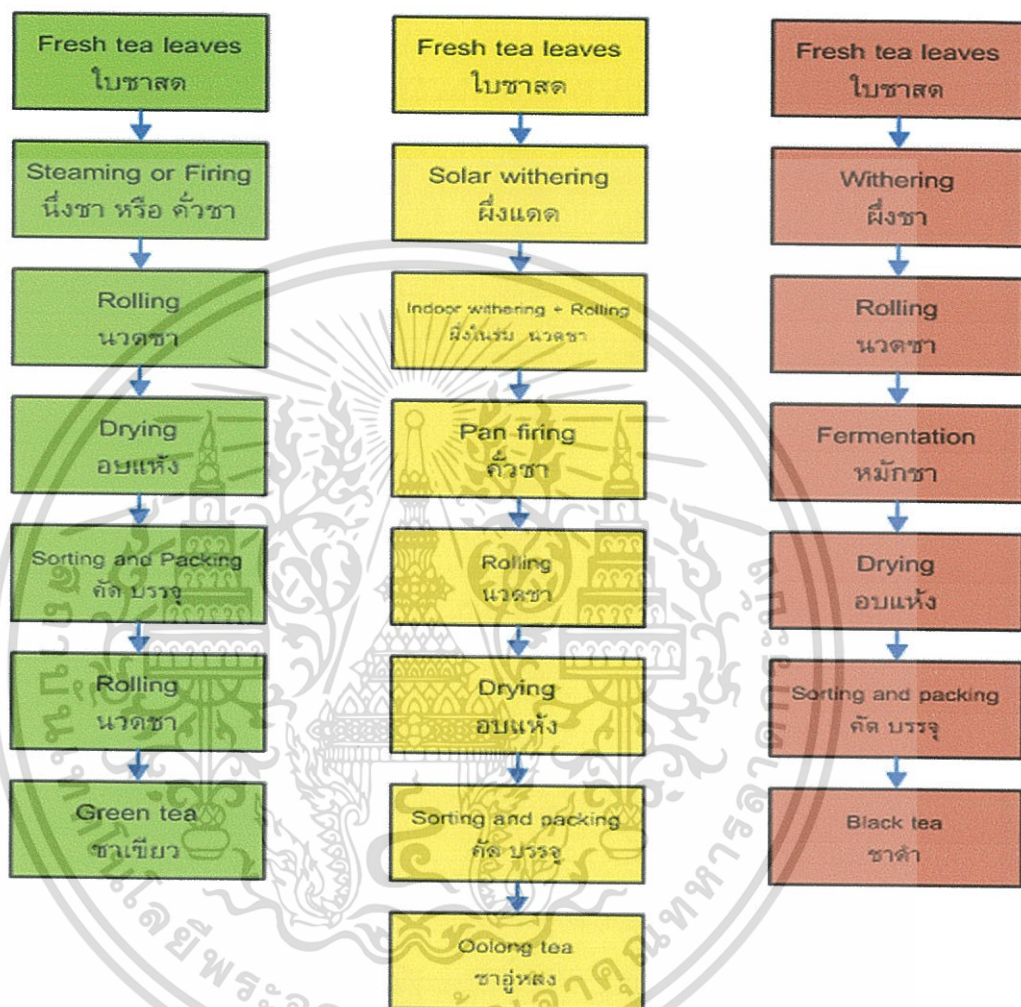 Fresh tea leaves
ใบชาสด
Steaming or Firing
นึ่งชา หรือ คั่วชา
Rolling
นวดชา
Drying
อบแห้ง
Sorting and Packing
คัด บรรจุ
Rolling
นวดชา
Green tea
ชาเขียว
Fresh tea leaves
ใบชาสด
Solar withering
ผึ่งแดด
Indoor withering + Rolling
ผึ่งในร่ม นวดชา
Pan firing
คั่วชา
Rolling
นวดชา
Drying
อบแห้ง
Sorting and packing
คัด บรรจุ
Oolong tea
ชาอู่หลง
Fresh tea leaves
ใบชาสด
Withering
ผึ่งชา
Rolling
นวดชา
Fermentation
หมักชา
Drying
อบแห้ง
Sorting and packing
คัด บรรจุ
Black tea
ชาดำ